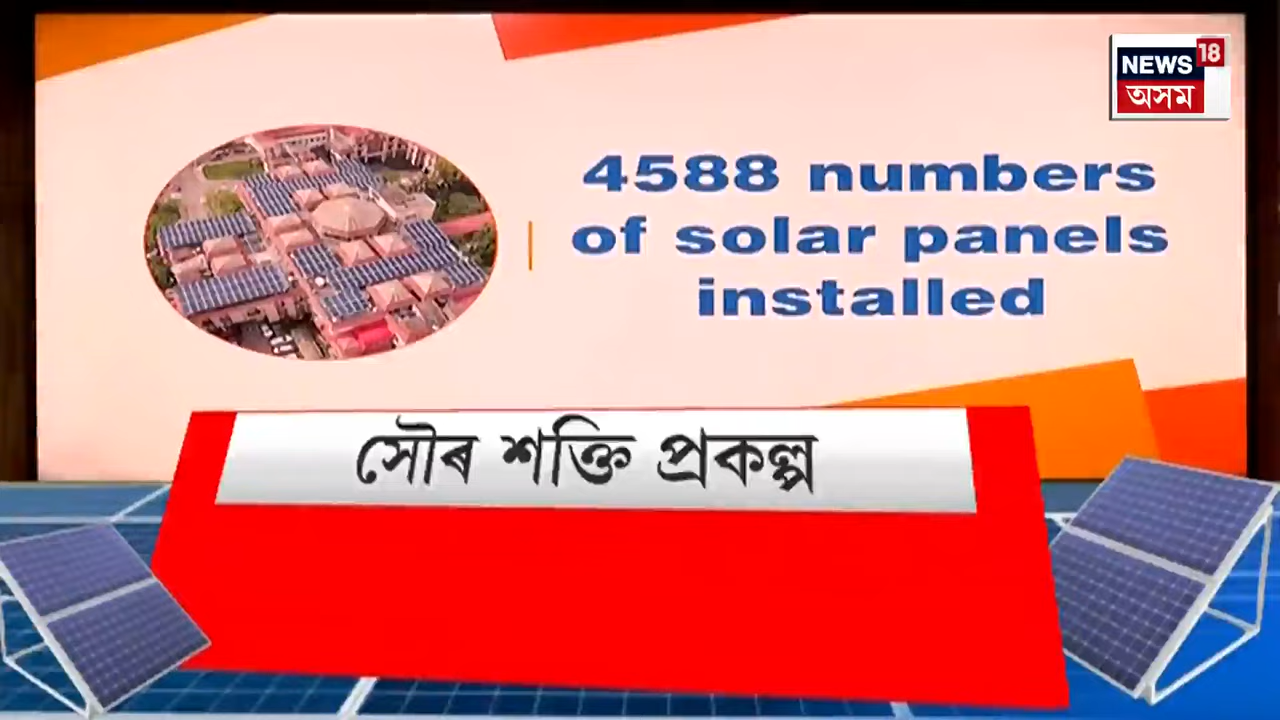 NEWS 18
অসম
4588 numbers
of solar panels
installed
সৌৰ শক্তি প্ৰকল্প